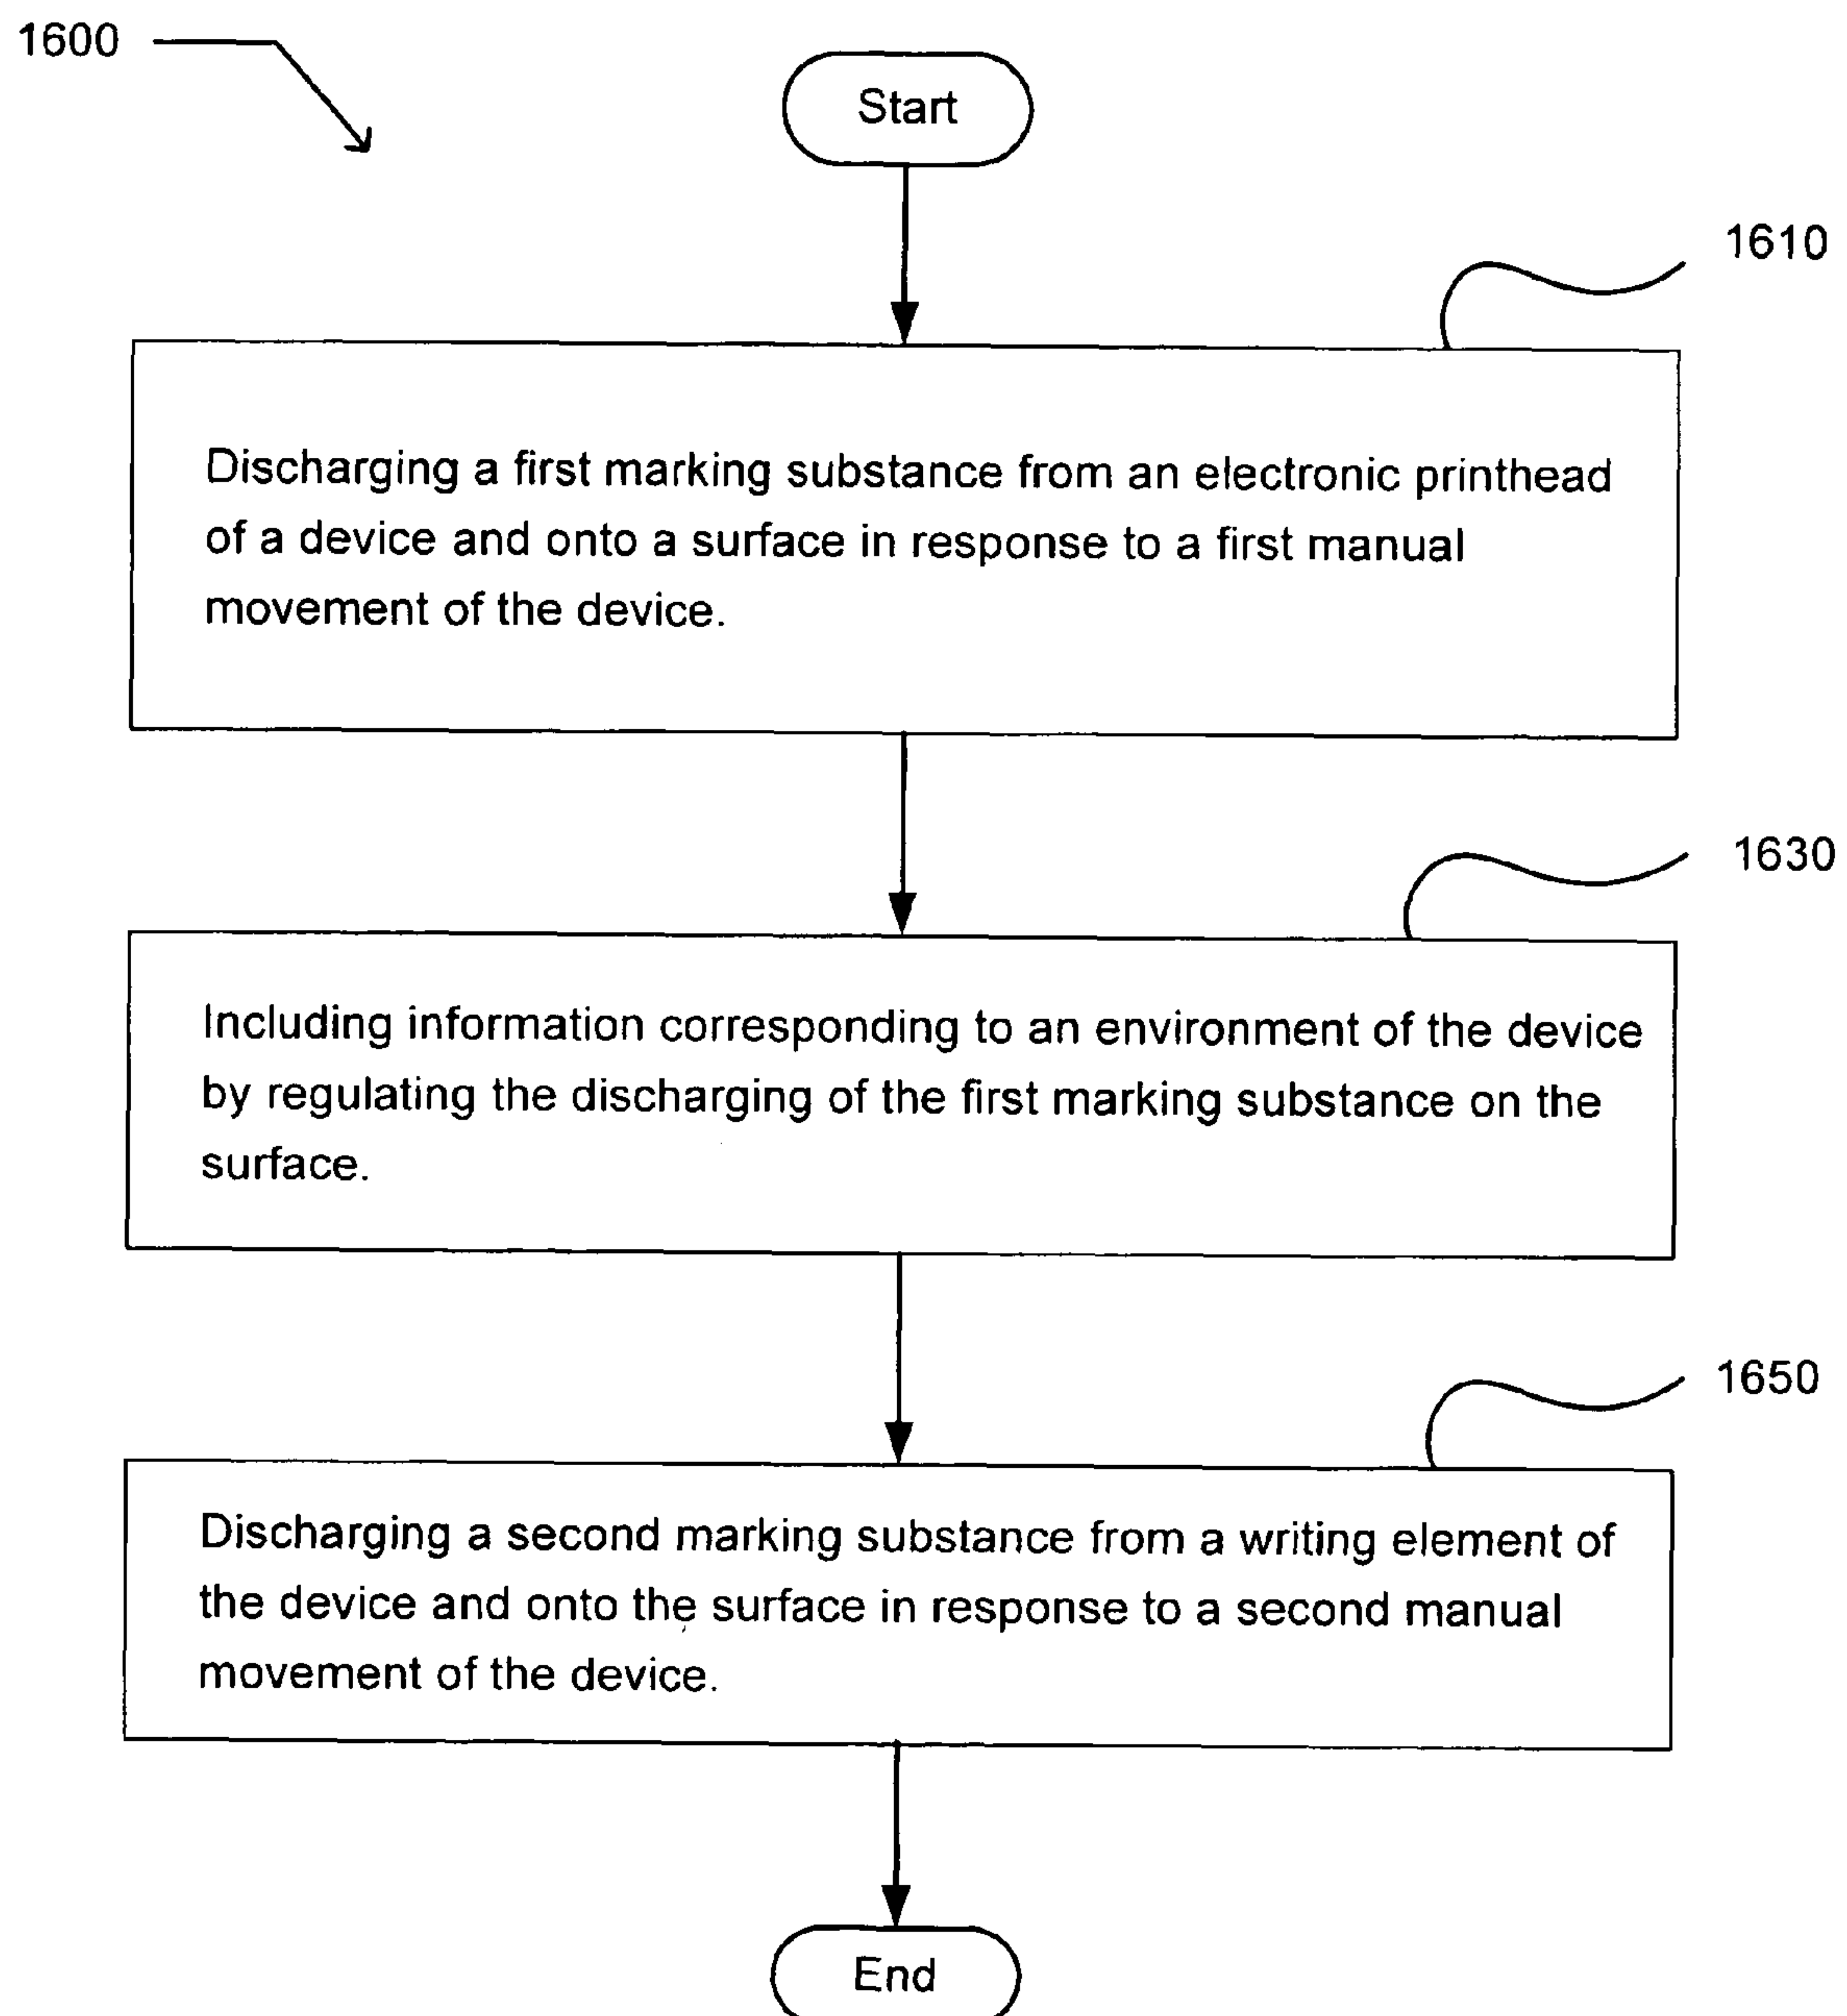 1600
Start
1610
Discharging a first marking substance from an electronic printhead
of a device and onto a surface in response to a first manual
movement of the device.
1630
Including information corresponding to an environment of the device
by regulating the discharging of the first marking substance on the
surface.
1650
Discharging a second marking substance from a writing element of
the device and onto the surface in response to a second manual
movement of the device.
End